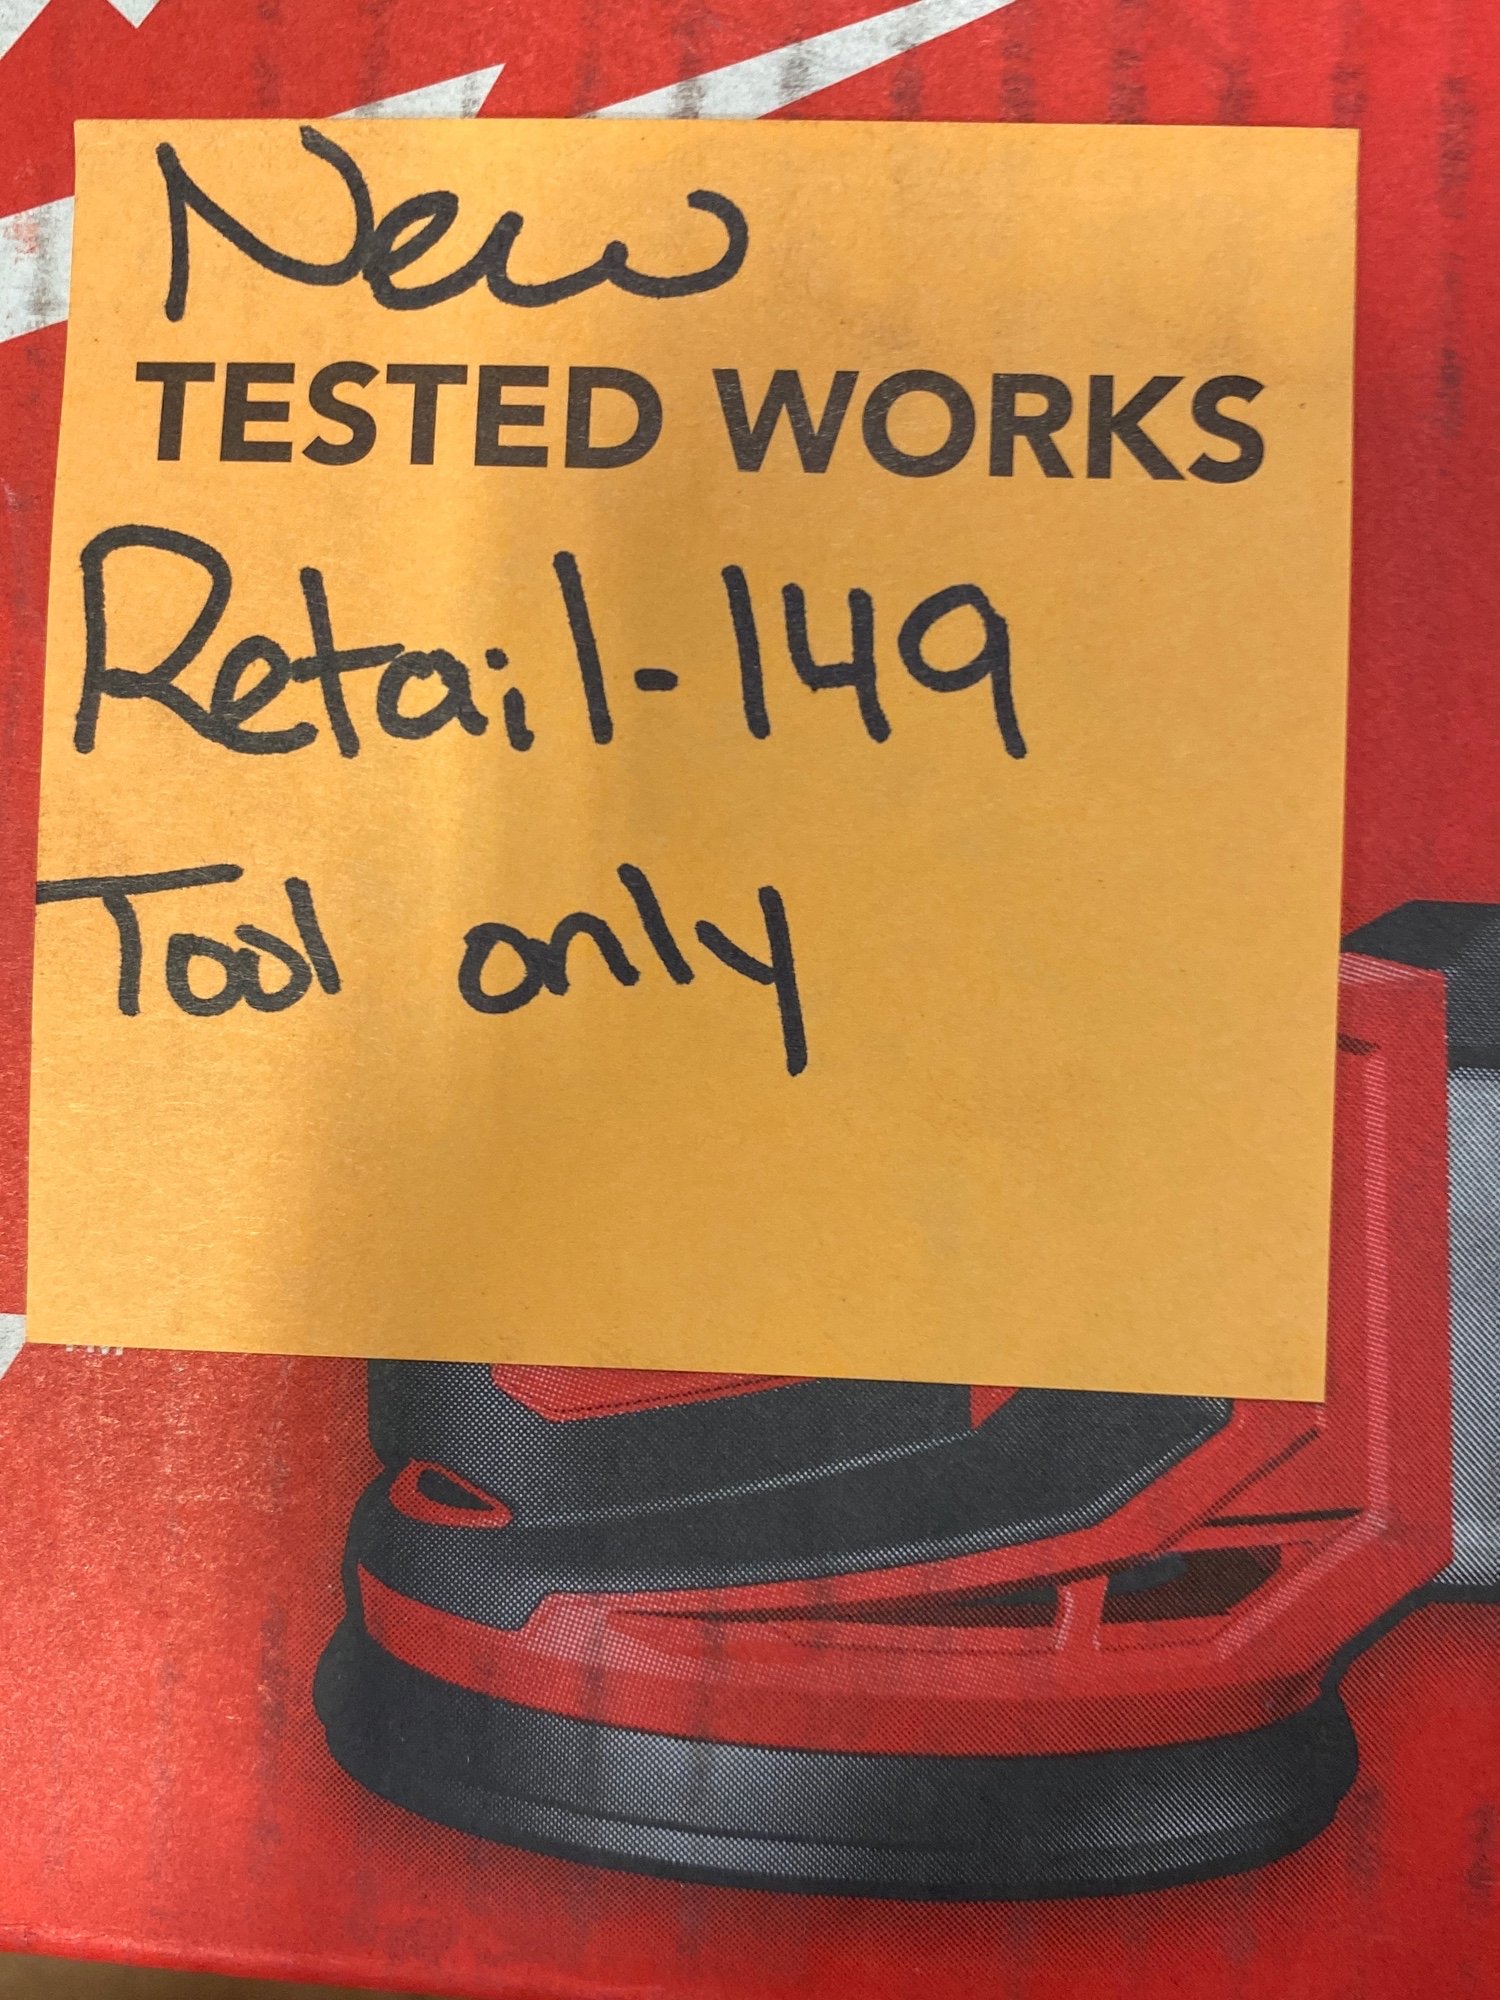 New
TESTED WORKS
Retail-149
Tool only